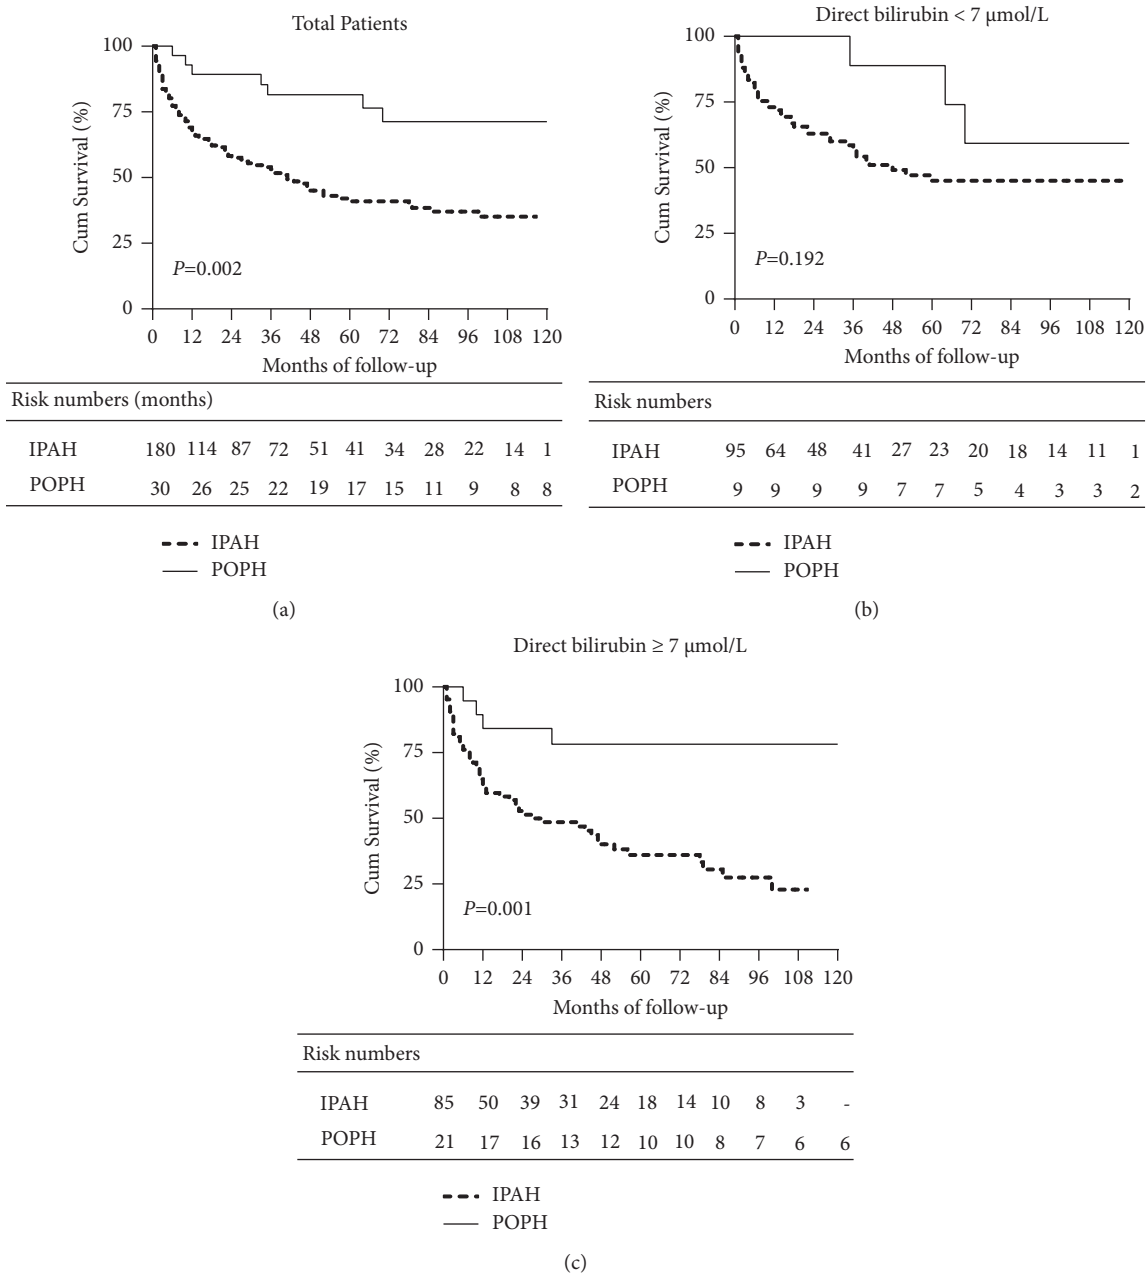 Total Patients
100
75
50
25
0
Cum Survival (%)
P=0.002
0 12 24 36 48 60 72 84 96 108 120
Months of follow-up
Risk numbers (months)
IPAH 180 114 87 72 51 41 34 28 22 14 1
POPH 30 26 25 22 19 17 15 11 9 8 8
IPAH
POPH
(a)
Direct bilirubin < 7 μmol/L
100
75
50
25
0
Cum Survival (%)
P=0.192
0 12 24 36 48 60 72 84 96 108 120
Months of follow-up
Risk numbers
IPAH 95 64 48 41 27 23 20 18 14 11 1
POPH 9 9 9 9 7 7 5 4 3 3 2
IPAH
POPH
(b)
Direct bilirubin ≥ 7 μmol/L
100
75
50
25
0
Cum Survival (%)
P=0.001
0 12 24 36 48 60 72 84 96 108 120
Months of follow-up
Risk numbers
IPAH 85 50 39 31 24 18 14 10 8 3 -
POPH 21 17 16 13 12 10 10 8 7 6 6
IPAH
POPH
(c)